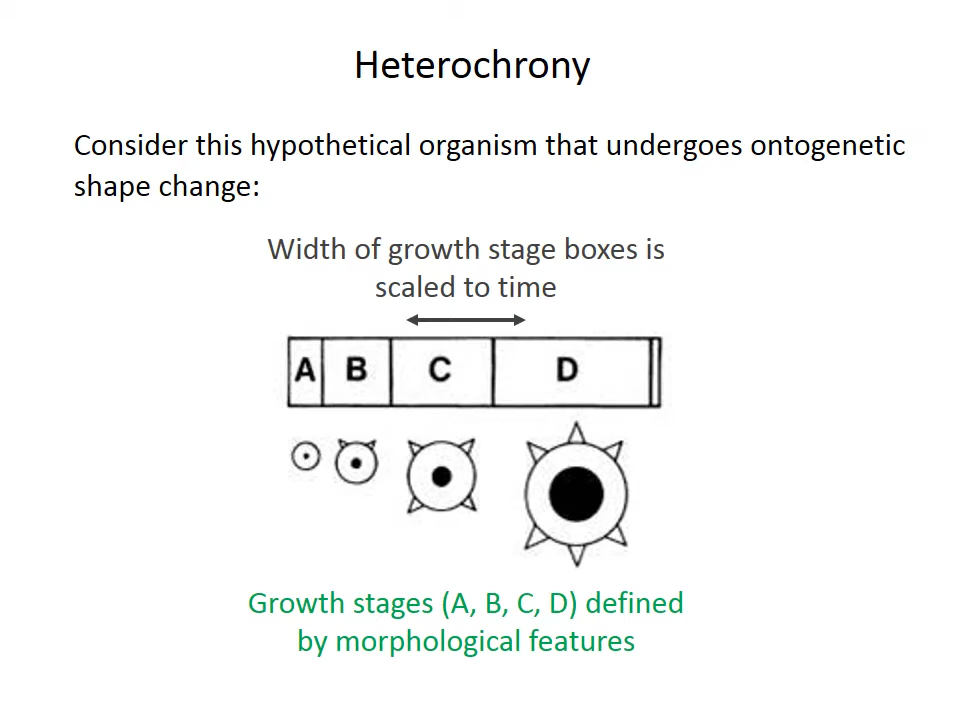 Heterochrony
Consider this hypothetical organism that undergoes ontogenetic
shape change:
Width of growth stage boxes is
scaled to time
A B C D
Growth stages (A, B, C, D) defined
by morphological features